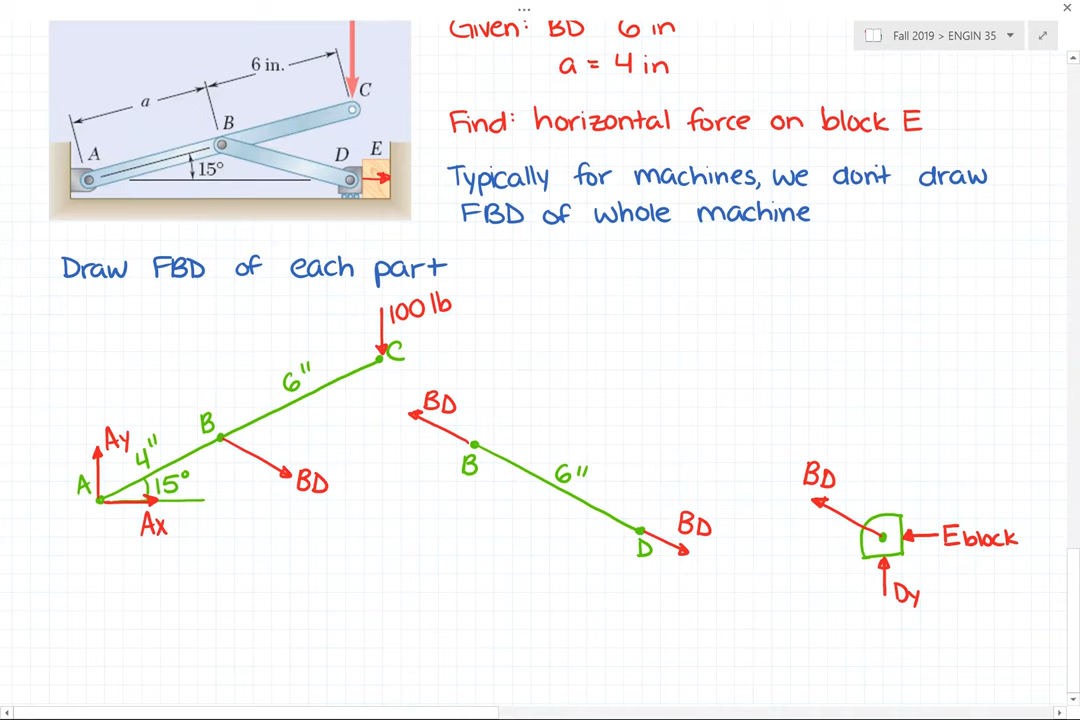 ...
Given: BD 6 in
Fall 2019 > ENGIN 35
a = 4 in
6 in.
a
C
B
A
D
E
15°
Find: horizontal force on block E
Typically for machines, we don't draw
FBD of whole machine
Draw FBD of each part
100 lb
C
6"
B
Ay
4"
A
15°
Ax
BD
BD
B
6"
BD
D
BD
Eblock
Dy